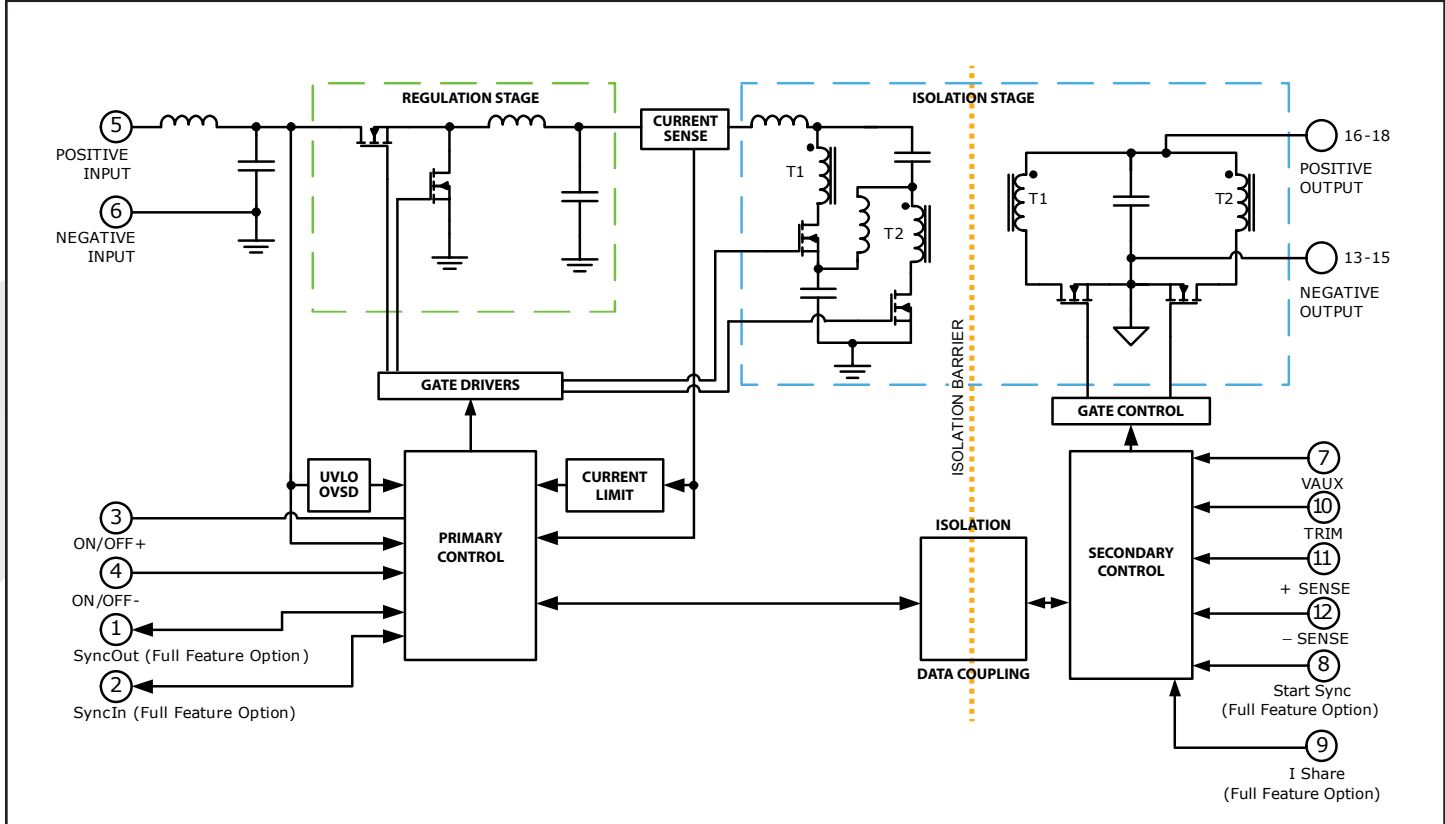 REGULATION STAGE
ISOLATION STAGE
5
POSITIVE
INPUT
6
NEGATIVE
INPUT
CURRENT
SENSE
T1
T2
T1
T2
16-18
POSITIVE
OUTPUT
13-15
NEGATIVE
OUTPUT
ISOLATION BARRIER
GATE DRIVERS
GATE CONTROL
UVLO
OVSD
CURRENT
LIMIT
PRIMARY
CONTROL
3
ON/OFF+
4
ON/OFF-
1
SyncOut (Full Feature Option)
2
SyncIn (Full Feature Option)
ISOLATION
DATA COUPLING
SECONDARY
CONTROL
7
VAUX
10
TRIM
11
+ SENSE
12
– SENSE
8
Start Sync
(Full Feature Option)
9
I Share
(Full Feature Option)